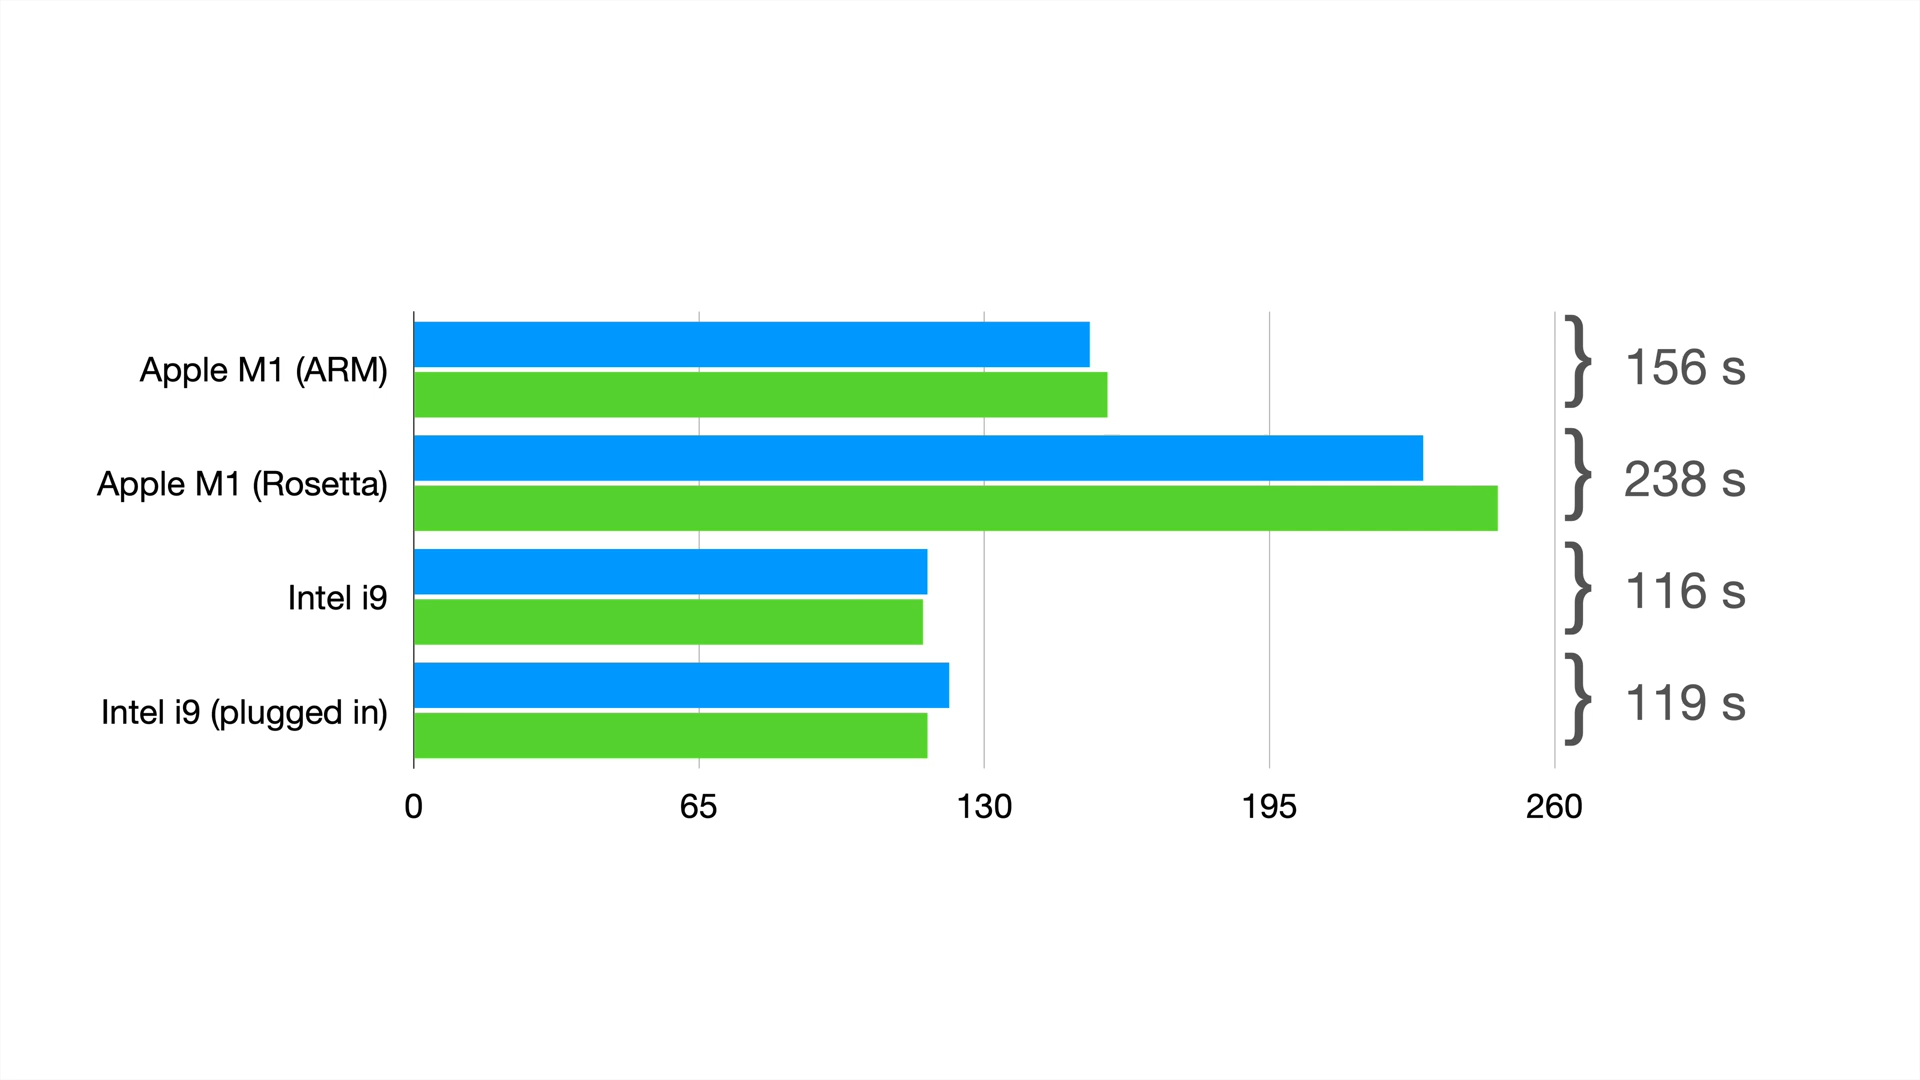 Apple M1 (ARM)
} 156 s
Apple M1 (Rosetta)
} 238 s
Intel i9
} 116 s
Intel i9 (plugged in)
} 119 s
0 65 130 195 260